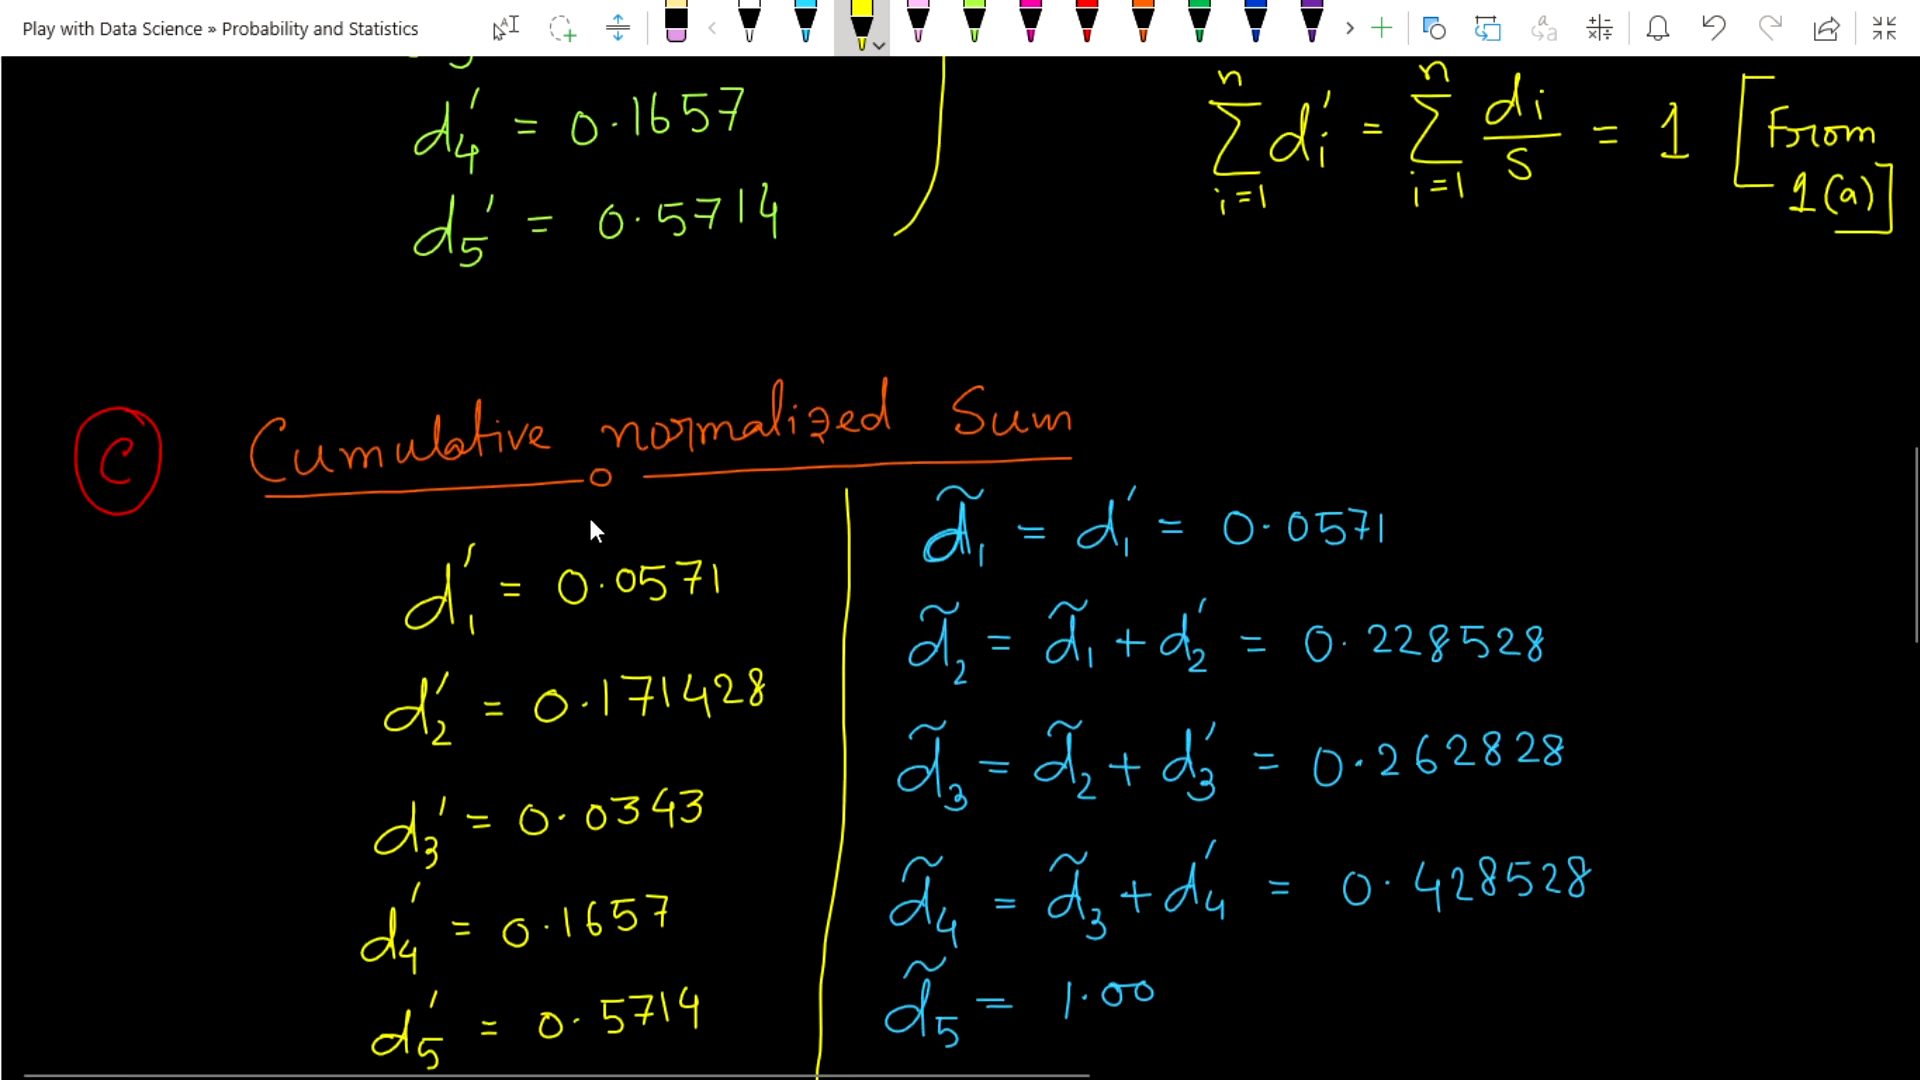 Play with Data Science » Probability and Statistics
d₄' = 0.1657
d₅' = 0.5714
n n
∑ dᵢ' = ∑ dᵢ/S = 1 [From
i=1 i=1 1(a)]
C Cumulative normalized Sum
d₁' = 0.0571
d₂' = 0.171428
d₃' = 0.0343
d₄' = 0.1657
d₅' = 0.5714
d̃₁ = d₁' = 0.0571
d̃₂ = d̃₁ + d₂' = 0.228528
d̃₃ = d̃₂ + d₃' = 0.262828
d̃₄ = d̃₃ + d₄' = 0.428528
d̃₅ = 1.00